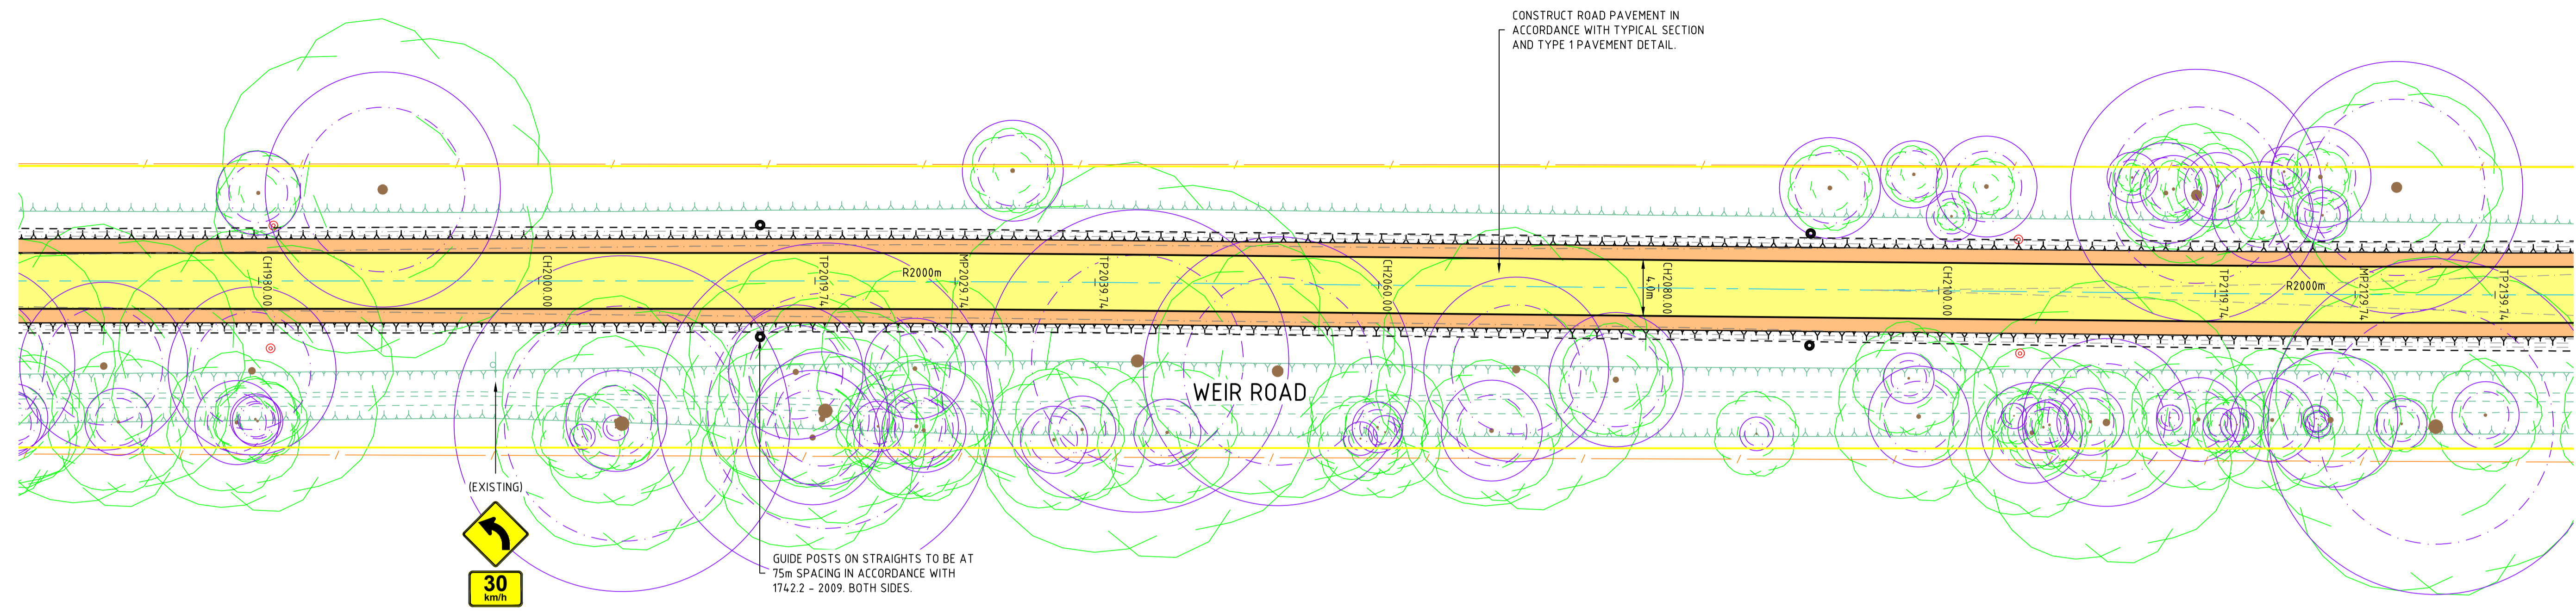 CONSTRUCT ROAD PAVEMENT IN
ACCORDANCE WITH TYPICAL SECTION
AND TYPE 1 PAVEMENT DETAIL.
CH1980.00
CH2000.00
TP2019.74
R2000m
MP2029.74
TP2039.74
CH2060.00
4.0m
CH2080.00
CH2100.00
TP2119.74
R2000m
MP2129.74
TP2139.74
WEIR ROAD
(EXISTING)
30
km/h
GUIDE POSTS ON STRAIGHTS TO BE AT
75m SPACING IN ACCORDANCE WITH
1742.2 - 2009. BOTH SIDES.